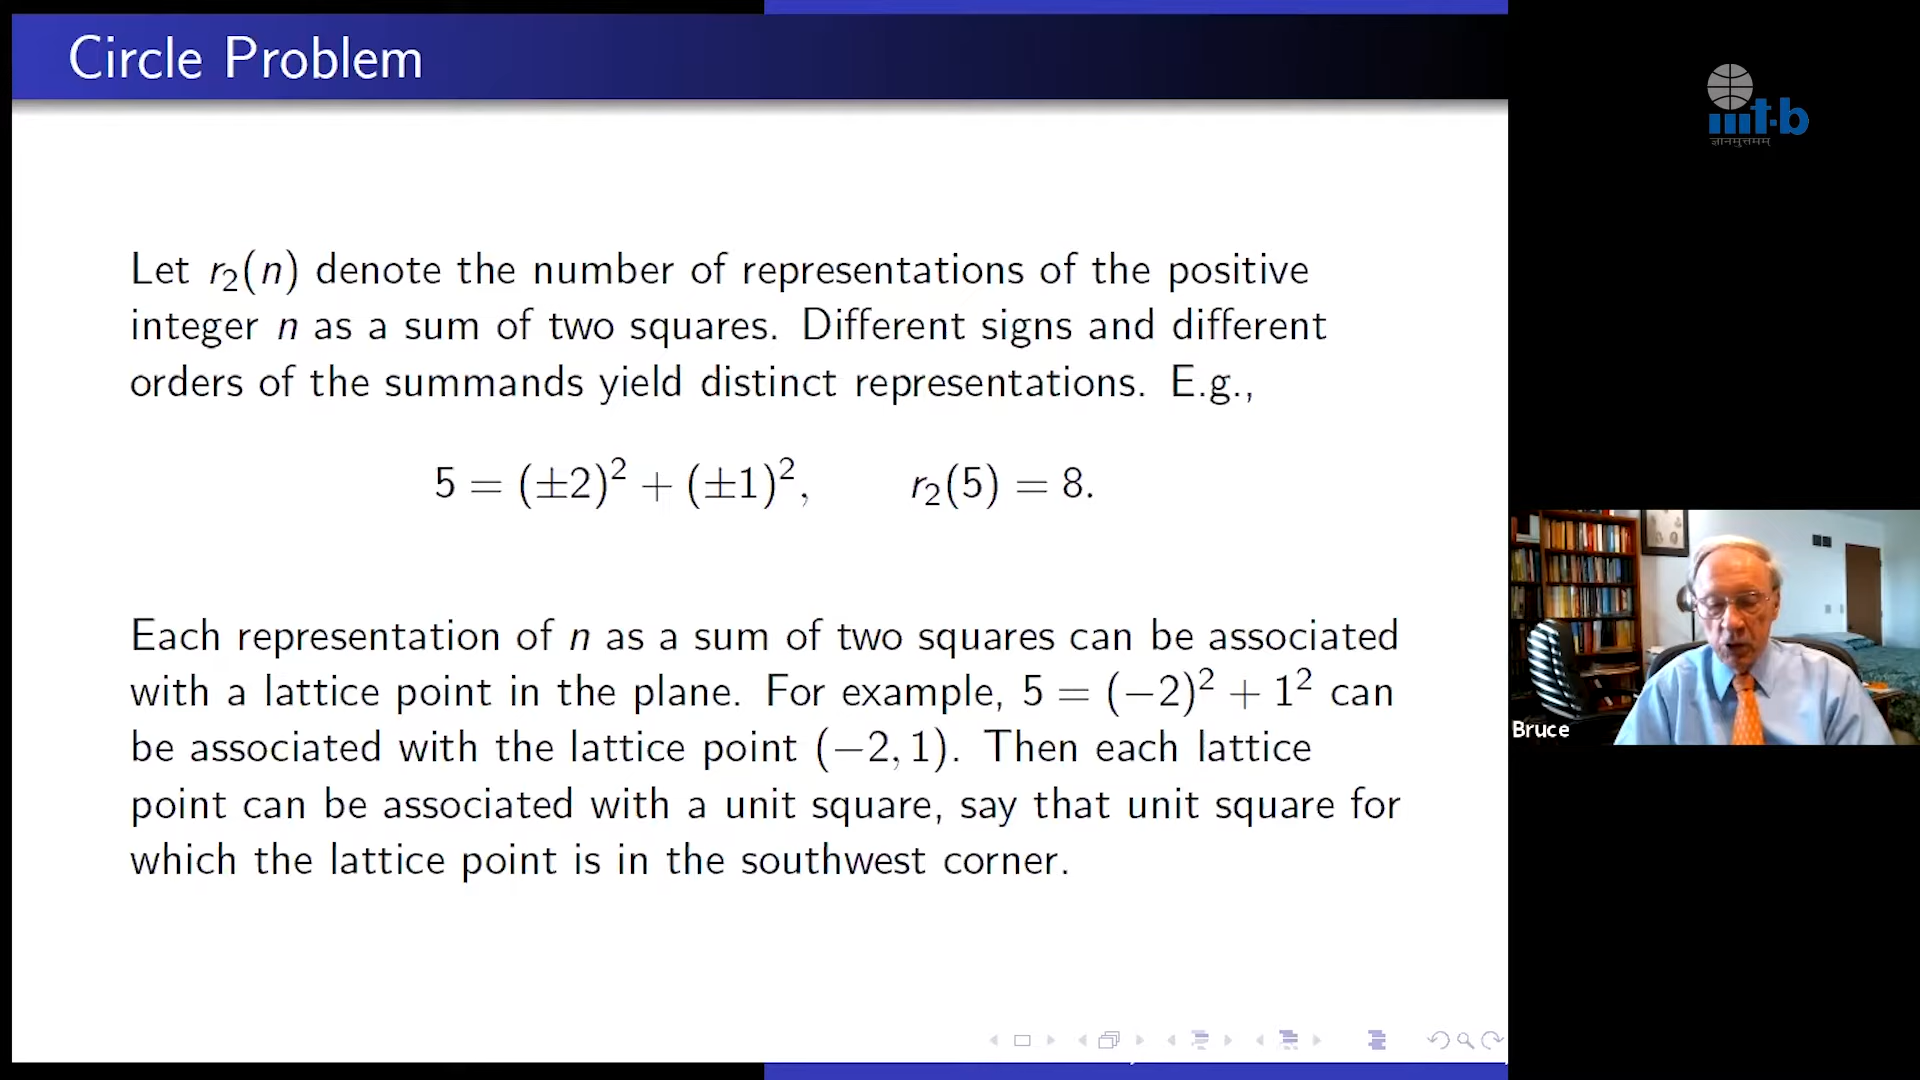 Circle Problem
Let r₂(n) denote the number of representations of the positive
integer n as a sum of two squares. Different signs and different
orders of the summands yield distinct representations. E.g.,
5 = (±2)² + (±1)², r₂(5) = 8.
Each representation of n as a sum of two squares can be associated
with a lattice point in the plane. For example, 5 = (−2)² + 1² can
be associated with the lattice point (−2, 1). Then each lattice
point can be associated with a unit square, say that unit square for
which the lattice point is in the southwest corner.
iiit-b
ज्ञानमुत्तमम्
Bruce